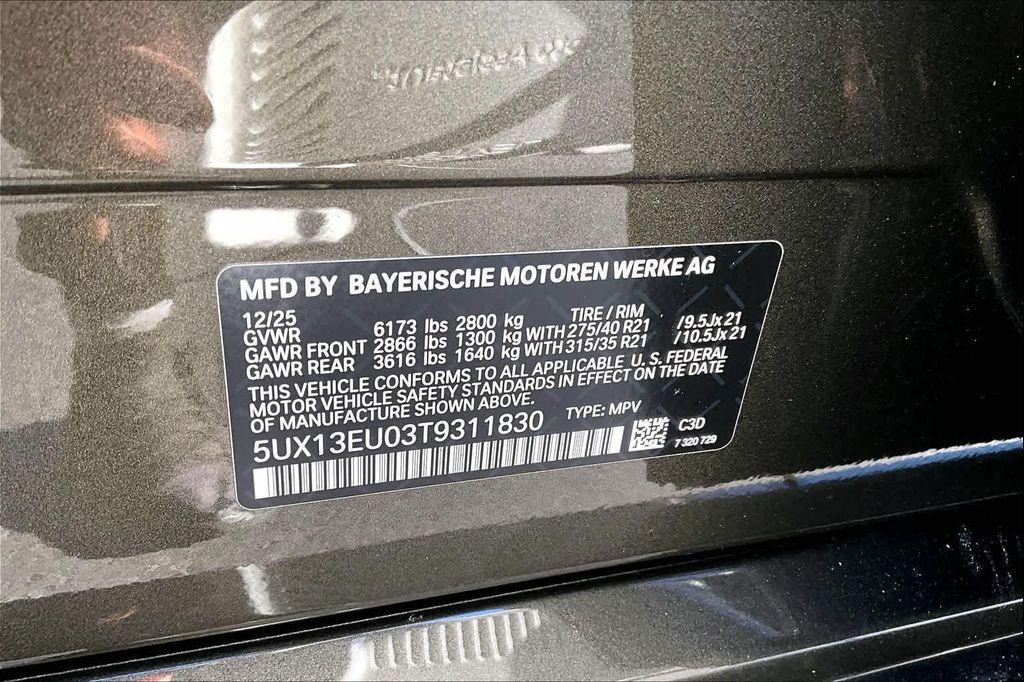 MFD BY BAYERISCHE MOTOREN WERKE AG
12/25 TIRE / RIM
GVWR 6173 lbs 2800 kg
GAWR FRONT 2866 lbs 1300 kg WITH 275/40 R21 /9.5Jx21
GAWR REAR 3616 lbs 1640 kg WITH 315/35 R21 /10.5Jx21
THIS VEHICLE CONFORMS TO ALL APPLICABLE U. S. FEDERAL
MOTOR VEHICLE SAFETY STANDARDS IN EFFECT ON THE DATE
OF MANUFACTURE SHOWN ABOVE.
5UX13EU03T9311830 TYPE: MPV
C3D
7 320 729